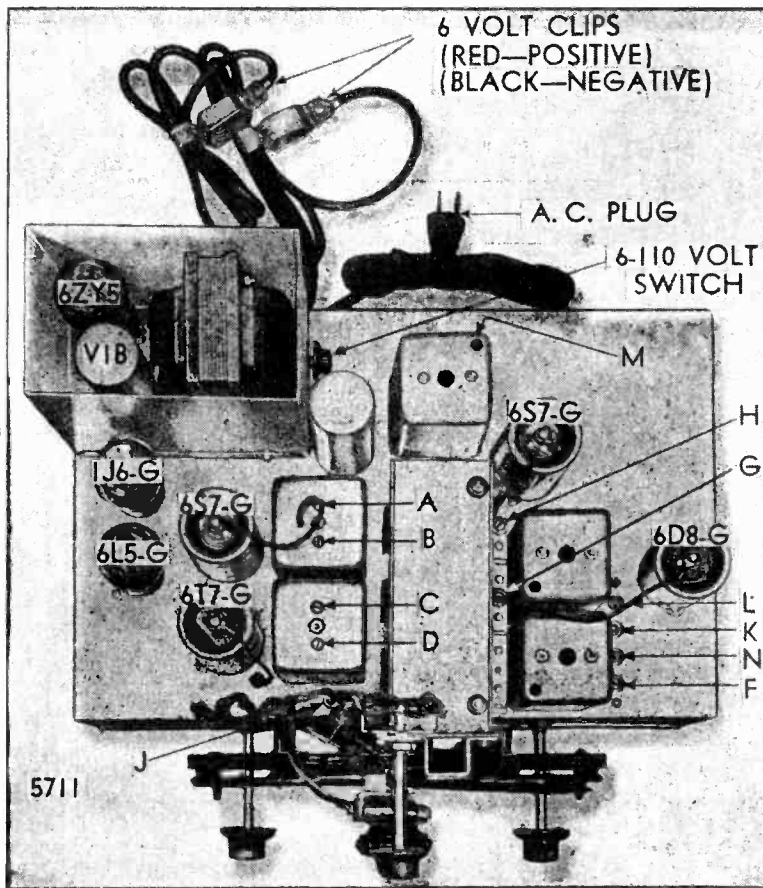 6 VOLT CLIPS
(RED—POSITIVE)
(BLACK—NEGATIVE)
A. C. PLUG
6-110 VOLT
SWITCH
6ZY5
VIB
M
6S7-G
H
G
1J6-G
6S7-G
A
B
6D8-G
6L5-G
6T7-G
C
D
L
K
N
F
J
5711